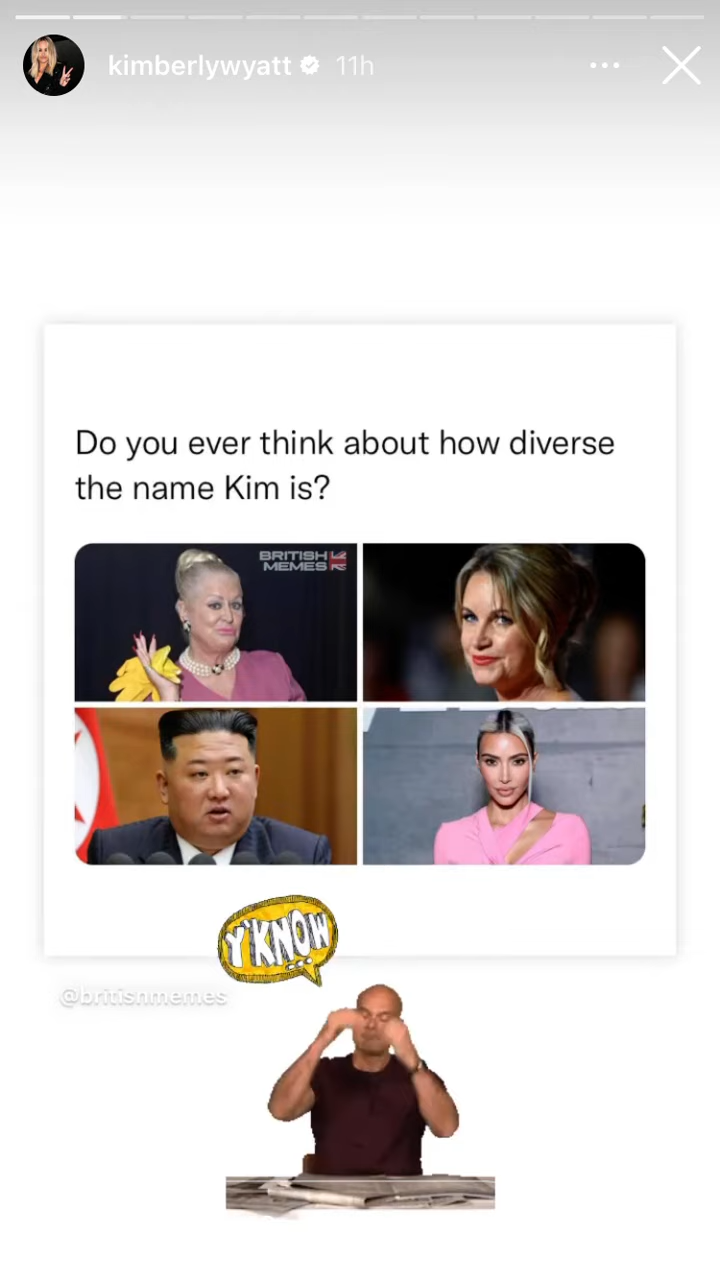 kimberlywyatt 11h
Do you ever think about how diverse
the name Kim is?
BRITISH
MEMES
Y'KNOW
...
@britishmemes